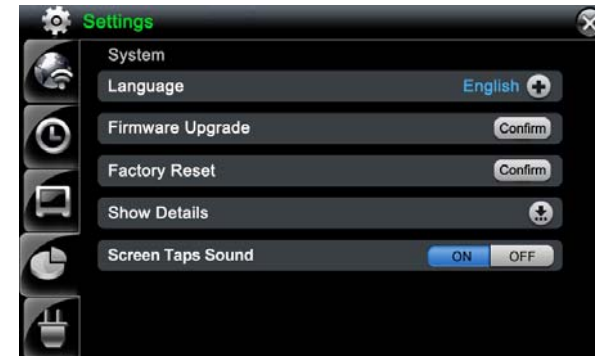 Settings
System
Language English
Firmware Upgrade Confirm
Factory Reset Confirm
Show Details
Screen Taps Sound ON OFF